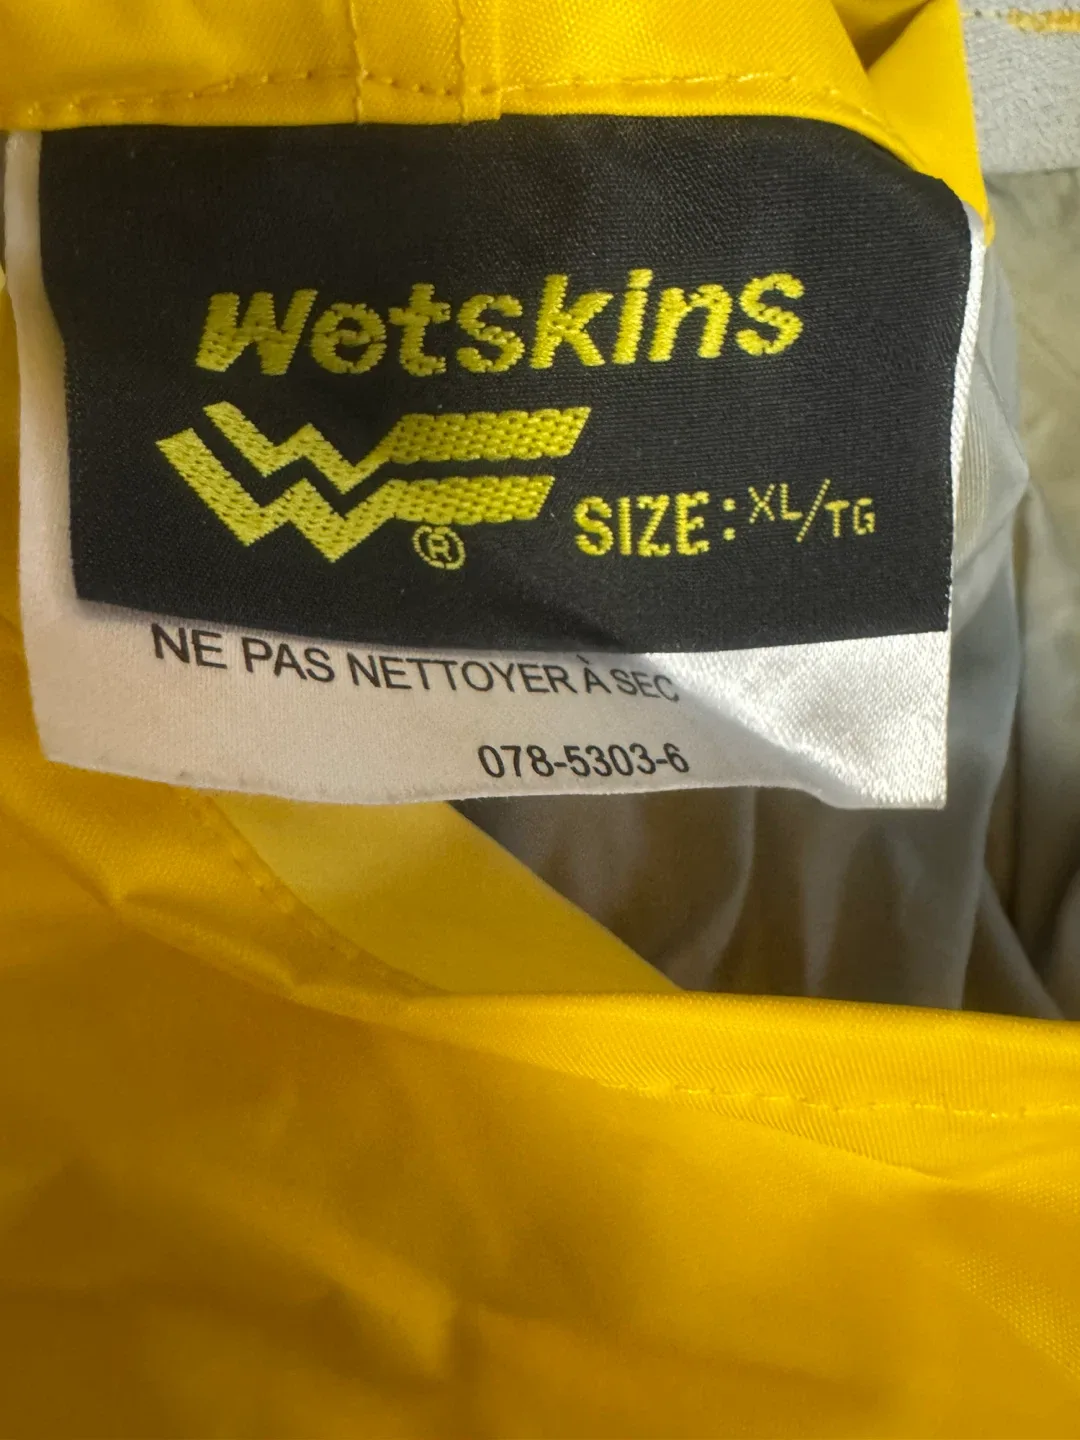 Wetskins
®
SIZE: XL/TG
NE PAS NETTOYER À SEC
078-5303-6